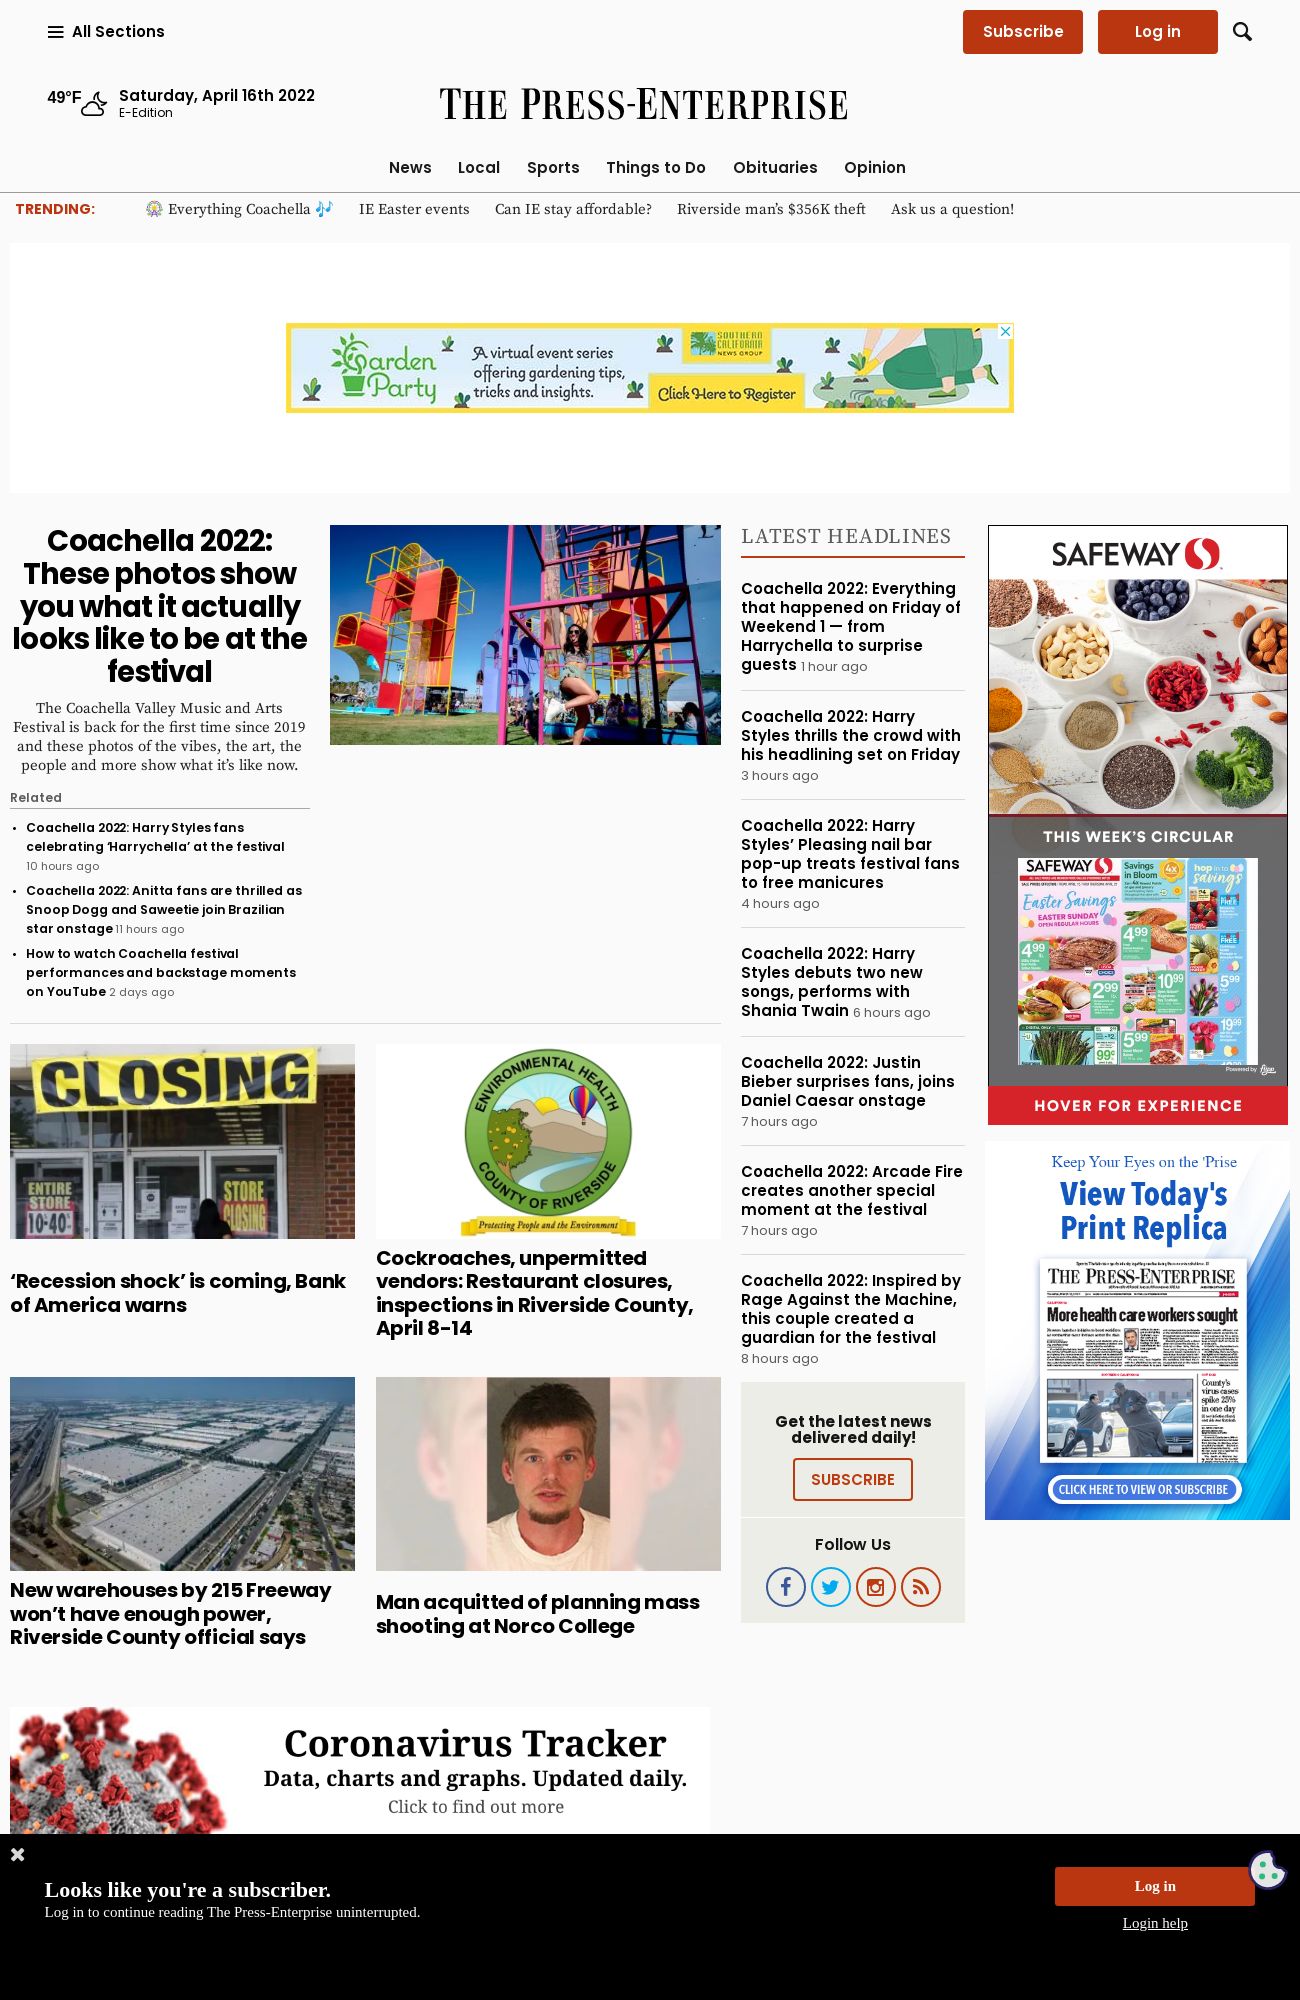 All Sections
Subscribe
Log in
49°F
Saturday, April 16th 2022
E-Edition
THE PRESS-ENTERPRISE
News
Local
Sports
Things to Do
Obituaries
Opinion
TRENDING:
🎡 Everything Coachella 🎶
IE Easter events
Can IE stay affordable?
Riverside man’s $356K theft
Ask us a question!
Garden
Party
A virtual event series
offering gardening tips,
tricks and insights.
SOUTHERN
CALIFORNIA
NEWS GROUP
Click Here to Register
Coachella 2022:
These photos show
you what it actually
looks like to be at the
festival
The Coachella Valley Music and Arts
Festival is back for the first time since 2019
and these photos of the vibes, the art, the
people and more show what it’s like now.
Related
• Coachella 2022: Harry Styles fans
celebrating ‘Harrychella’ at the festival
10 hours ago
• Coachella 2022: Anitta fans are thrilled as
Snoop Dogg and Saweetie join Brazilian
star onstage 11 hours ago
• How to watch Coachella festival
performances and backstage moments
on YouTube 2 days ago
CLOSING
ENTIRE
STORE
10-40%
STORE
CLOSING
‘Recession shock’ is coming, Bank
of America warns
ENVIRONMENTAL HEALTH
COUNTY OF RIVERSIDE
Protecting People and the Environment
Cockroaches, unpermitted
vendors: Restaurant closures,
inspections in Riverside County,
April 8-14
New warehouses by 215 Freeway
won’t have enough power,
Riverside County official says
Man acquitted of planning mass
shooting at Norco College
LATEST HEADLINES
Coachella 2022: Everything
that happened on Friday of
Weekend 1 — from
Harrychella to surprise
guests 1 hour ago
Coachella 2022: Harry
Styles thrills the crowd with
his headlining set on Friday
3 hours ago
Coachella 2022: Harry
Styles’ Pleasing nail bar
pop-up treats festival fans
to free manicures
4 hours ago
Coachella 2022: Harry
Styles debuts two new
songs, performs with
Shania Twain 6 hours ago
Coachella 2022: Justin
Bieber surprises fans, joins
Daniel Caesar onstage
7 hours ago
Coachella 2022: Arcade Fire
creates another special
moment at the festival
7 hours ago
Coachella 2022: Inspired by
Rage Against the Machine,
this couple created a
guardian for the festival
8 hours ago
Get the latest news
delivered daily!
SUBSCRIBE
Follow Us
SAFEWAY
THIS WEEK’S CIRCULAR
SAFEWAY
Savings
in Bloom
hop in to
savings
Easter Savings
EASTER SUNDAY
OPEN REGULAR HOURS
4.99
4.99
2.99
10.99
5.99
19.99
99¢
5.99
Powered by flipp
HOVER FOR EXPERIENCE
Keep Your Eyes on the 'Prise
View Today's
Print Replica
THE PRESS-ENTERPRISE
More health care workers sought
County's
virus cases
spike 25%
in one day
CLICK HERE TO VIEW OR SUBSCRIBE
Coronavirus Tracker
Data, charts and graphs. Updated daily.
Click to find out more
Looks like you're a subscriber.
Log in to continue reading The Press-Enterprise uninterrupted.
Log in
Login help